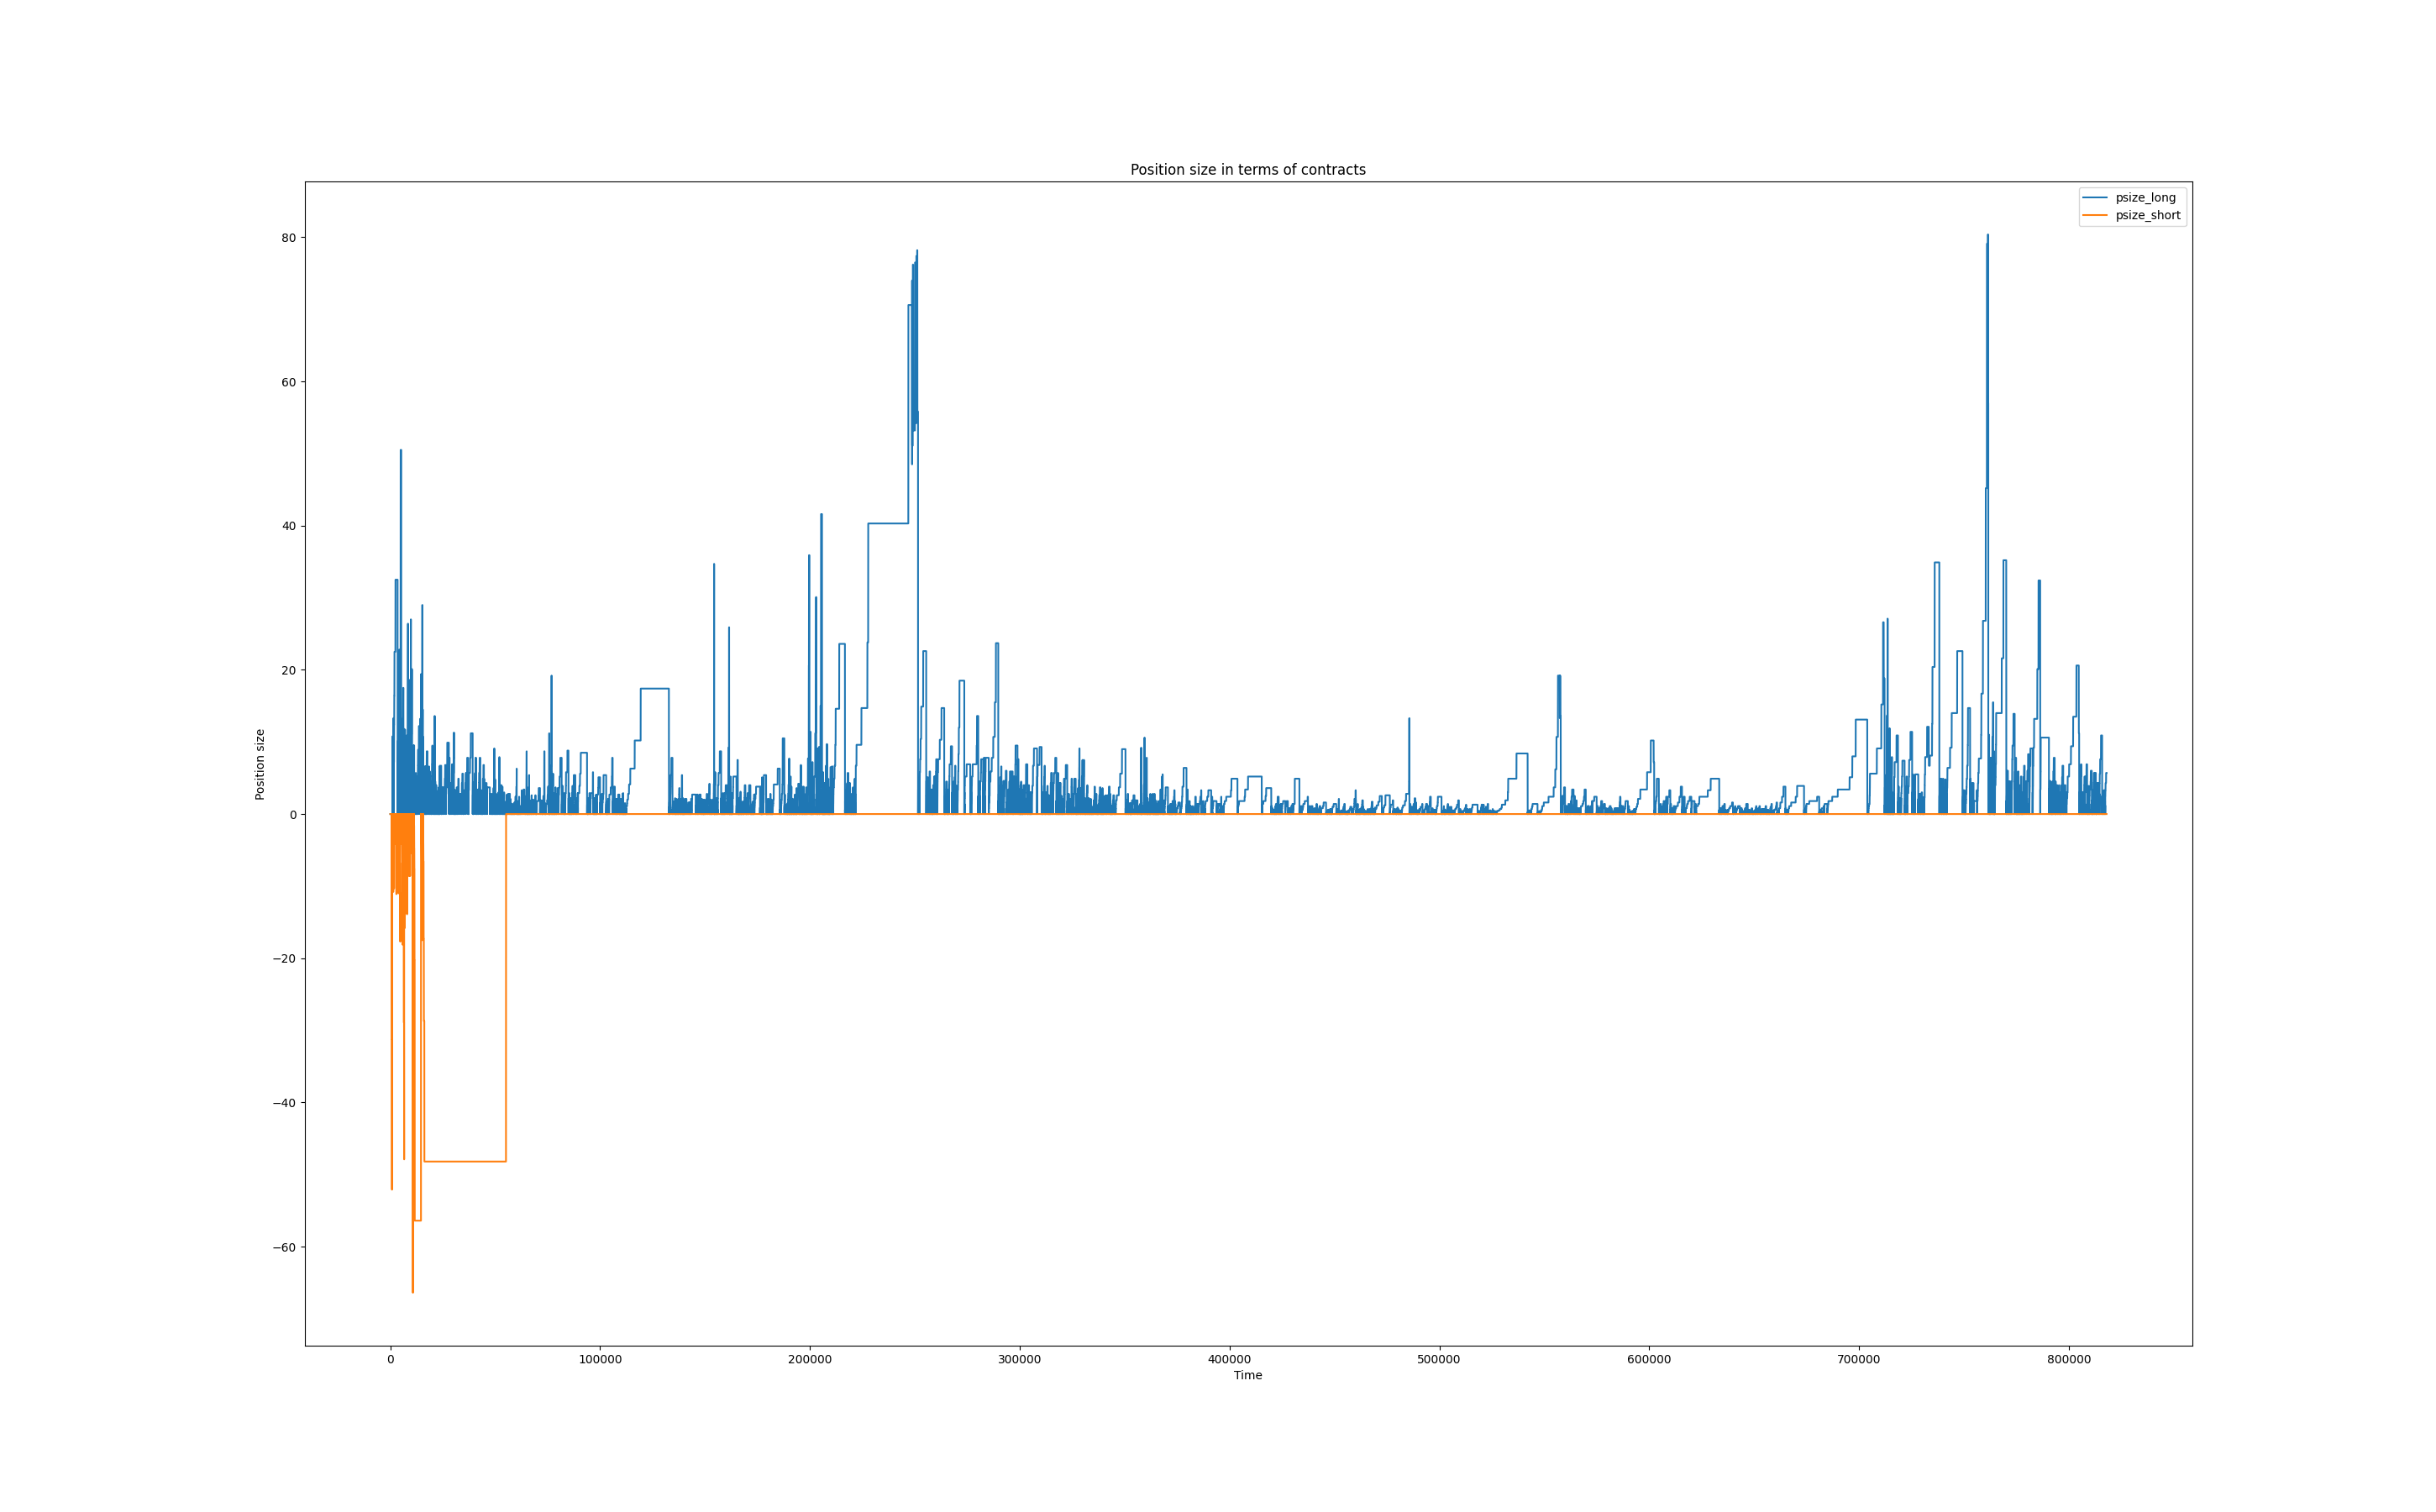 Position size in terms of contracts
psize_long
psize_short
Position size
80
60
40
20
0
−20
−40
−60
0 100000 200000 300000 400000 500000 600000 700000 800000
Time